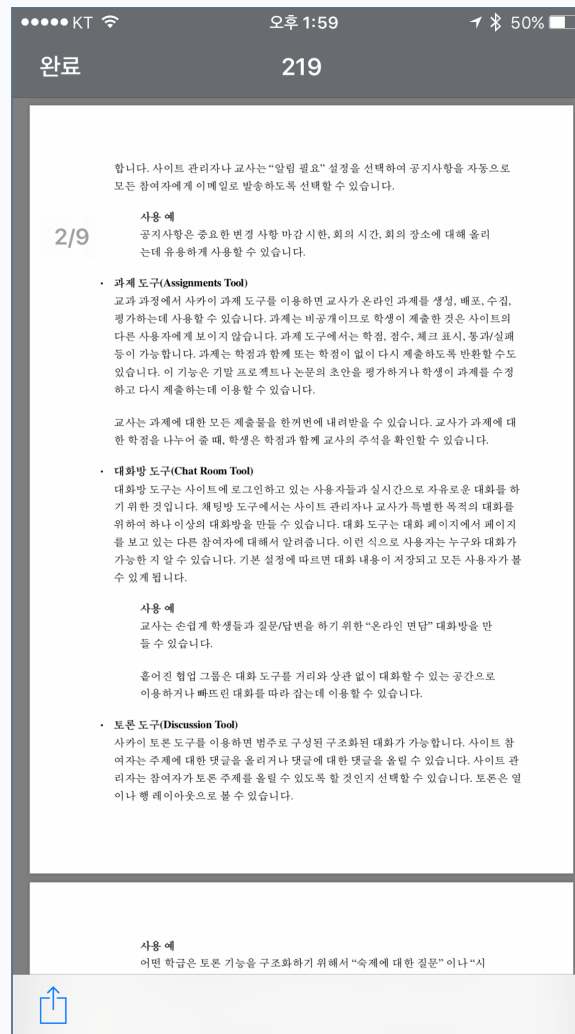 KT 오후 1:59 50%
완료 219
합니다. 사이트 관리자나 교사는 “알림 필요” 설정을 선택하여 공지사항을 자동으로
모든 참여자에게 이메일로 발송하도록 선택할 수 있습니다.
사용 예
2/9
공지사항은 중요한 변경 사항 마감 시한, 회의 시간, 회의 장소에 대해 올리
는데 유용하게 사용할 수 있습니다.
· 과제 도구(Assignments Tool)
교과 과정에서 사카이 과제 도구를 이용하면 교사가 온라인 과제를 생성, 배포, 수집,
평가하는데 사용할 수 있습니다. 과제는 비공개이므로 학생이 제출한 것은 사이트의
다른 사용자에게 보이지 않습니다. 과제 도구에서는 학점, 점수, 체크 표시, 통과/실패
등이 가능합니다. 과제는 학점과 함께 또는 학점이 없이 다시 제출하도록 반환할 수도
있습니다. 이 기능은 기말 프로젝트나 논문의 초안을 평가하거나 학생이 과제를 수정
하고 다시 제출하는데 이용할 수 있습니다.
교사는 과제에 대한 모든 제출물을 한꺼번에 내려받을 수 있습니다. 교사가 과제에 대
한 학점을 나누어 줄 때, 학생은 학점과 함께 교사의 주석을 확인할 수 있습니다.
· 대화방 도구(Chat Room Tool)
대화방 도구는 사이트에 로그인하고 있는 사용자들과 실시간으로 자유로운 대화를 하
기 위한 것입니다. 채팅방 도구에서는 사이트 관리자나 교사가 특별한 목적의 대화를
위하여 하나 이상의 대화방을 만들 수 있습니다. 대화 도구는 대화 페이지에서 페이지
를 보고 있는 다른 참여자에 대해서 알려줍니다. 이런 식으로 사용자는 누구와 대화가
가능한 지 알 수 있습니다. 기본 설정에 따르면 대화 내용이 저장되고 모든 사용자가 볼
수 있게 됩니다.
사용 예
교사는 손쉽게 학생들과 질문/답변을 하기 위한 “온라인 면담” 대화방을 만
들 수 있습니다.
흩어진 협업 그룹은 대화 도구를 거리와 상관 없이 대화할 수 있는 공간으로
이용하거나 빠뜨린 대화를 따라 잡는데 이용할 수 있습니다.
· 토론 도구(Discussion Tool)
사카이 토론 도구를 이용하면 범주로 구성된 구조화된 대화가 가능합니다. 사이트 참
여자는 주제에 대한 댓글을 올리거나 댓글에 대한 댓글을 올릴 수 있습니다. 사이트 관
리자는 참여자가 토론 주제를 올릴 수 있도록 할 것인지 선택할 수 있습니다. 토론은 열
이나 행 레이아웃으로 볼 수 있습니다.
사용 예
어떤 학급은 토론 기능을 구조화하기 위해서 “숙제에 대한 질문” 이나 “시